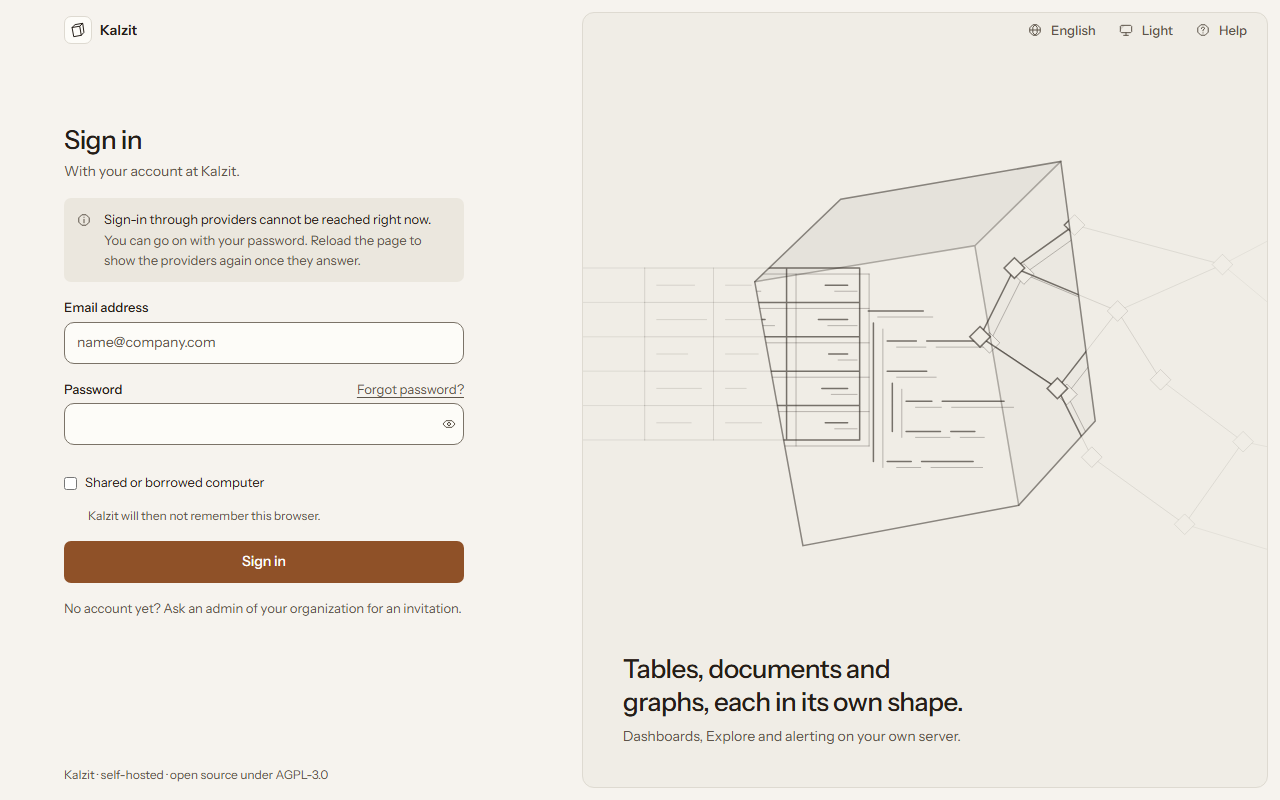 Kalzit
English
Light
Help
Sign in
With your account at Kalzit.
Sign-in through providers cannot be reached right now.
You can go on with your password. Reload the page to
show the providers again once they answer.
Email address
name@company.com
Password
Forgot password?
Shared or borrowed computer
Kalzit will then not remember this browser.
Sign in
No account yet? Ask an admin of your organization for an invitation.
Tables, documents and
graphs, each in its own shape.
Dashboards, Explore and alerting on your own server.
Kalzit · self-hosted · open source under AGPL-3.0